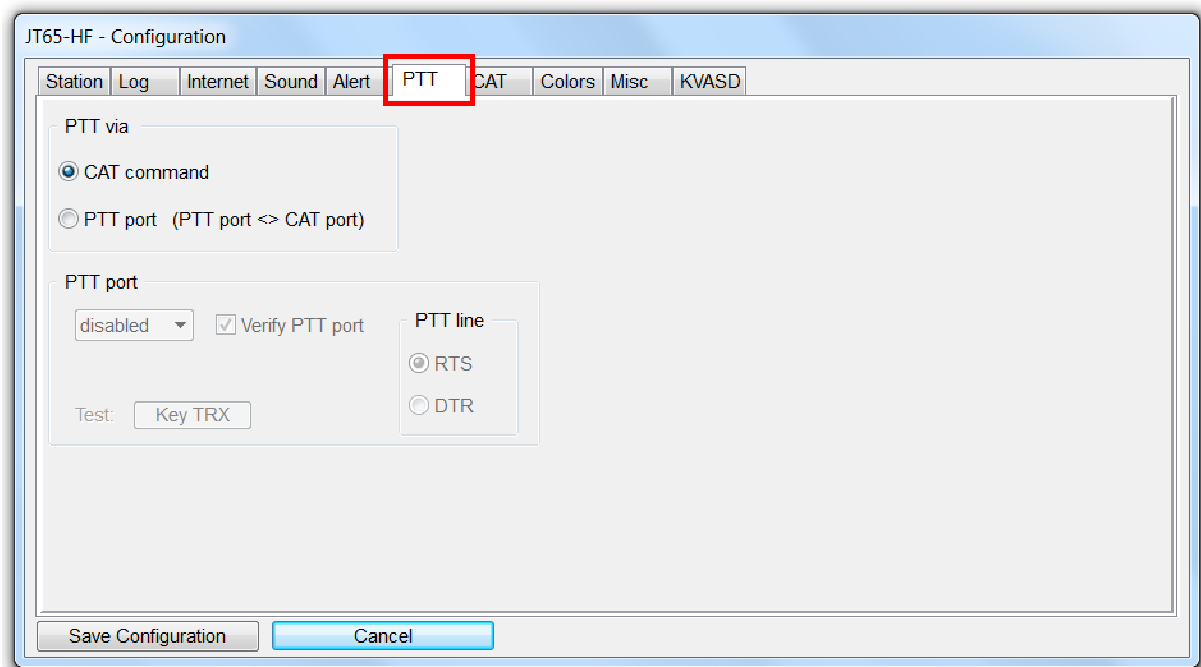 JT65-HF - Configuration
Station Log Internet Sound Alert PTT CAT Colors Misc KVASD
PTT via
CAT command
PTT port (PTT port <> CAT port)
PTT port
disabled Verify PTT port PTT line
RTS
DTR
Test: Key TRX
Save Configuration Cancel